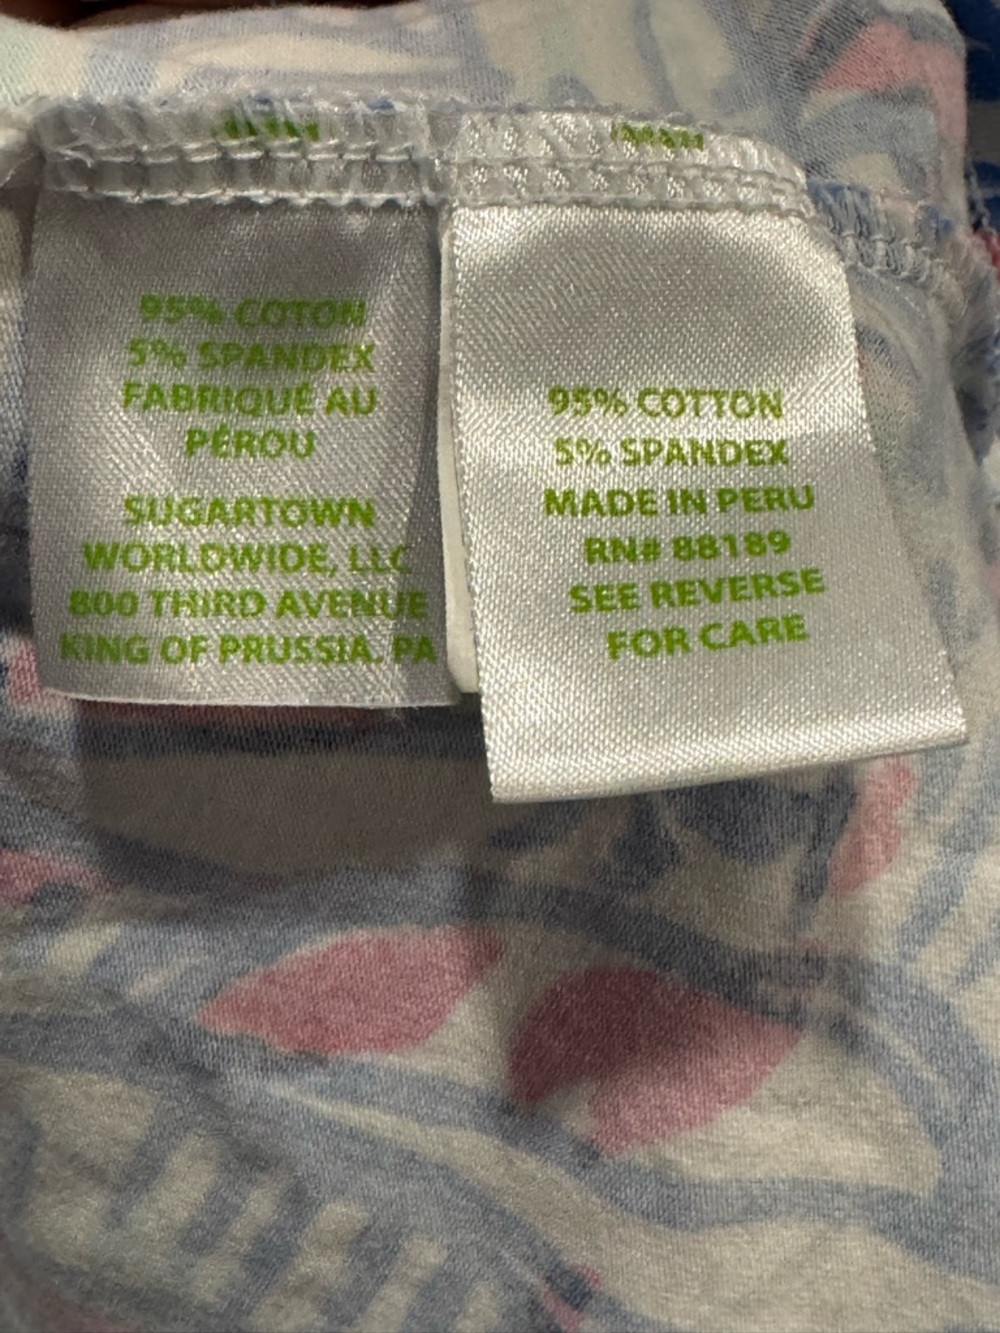 95% COTON
5% SPANDEX
FABRIQUÉ AU
PÉROU
SUGARTOWN
WORLDWIDE, LLC
800 THIRD AVENUE
KING OF PRUSSIA, PA
95% COTTON
5% SPANDEX
MADE IN PERU
RN# 88189
SEE REVERSE
FOR CARE